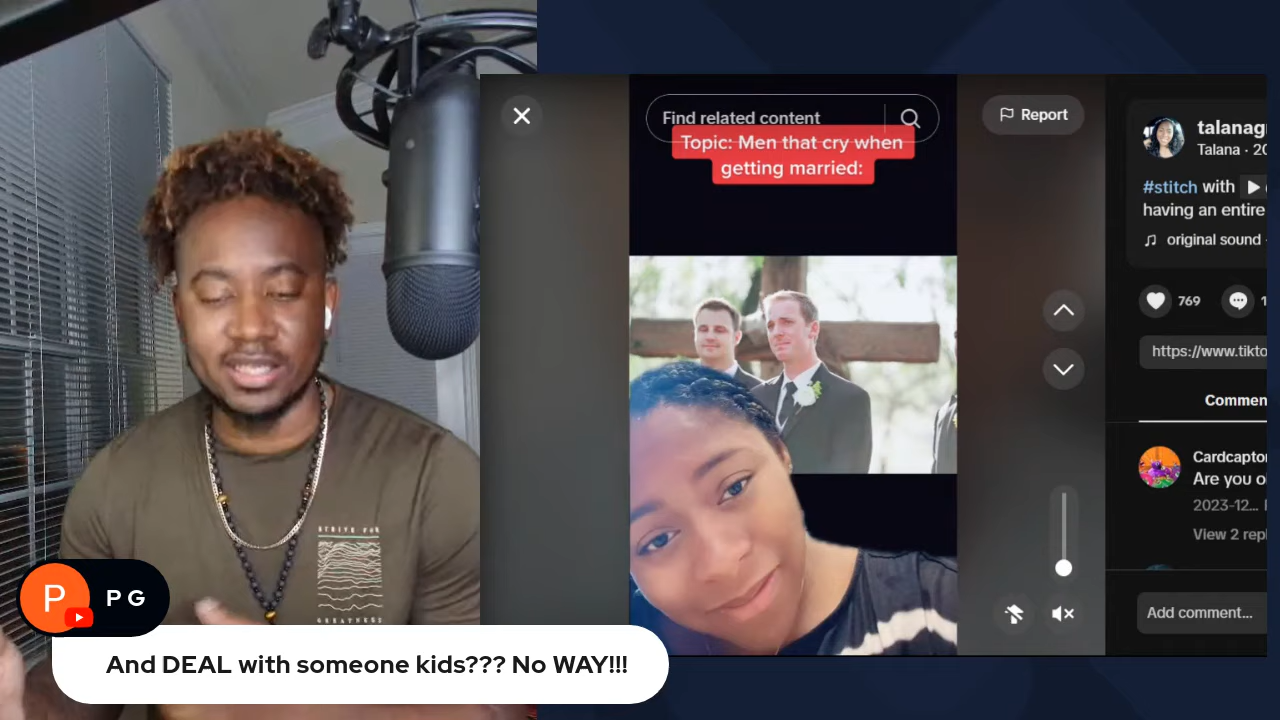 Find related content
Topic: Men that cry when
getting married:
Report
talanag
Talana · 20
#stitch with
having an entire
original sound
769
1
https://www.tikto
Commen
Cardcaptor
Are you o
2023-12...
View 2 repl
Add comment...
STRIVE FOR
GREATNESS
P
P G
And DEAL with someone kids??? No WAY!!!